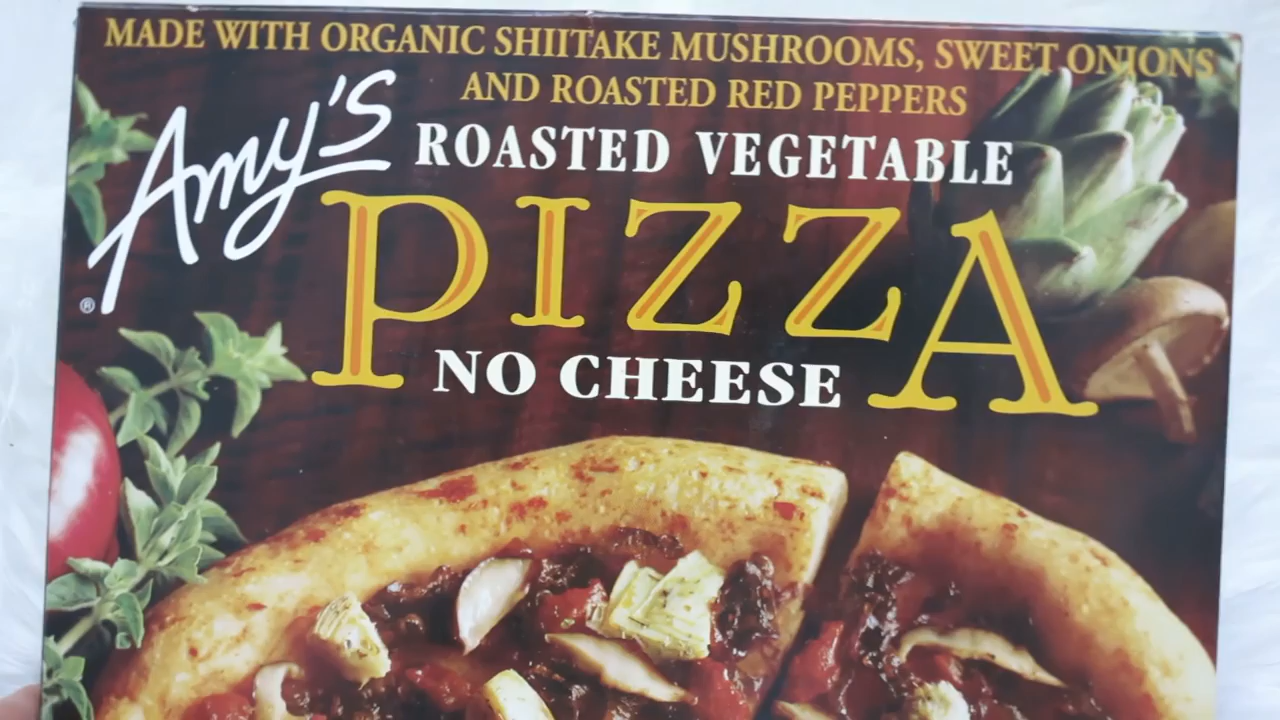 MADE WITH ORGANIC SHIITAKE MUSHROOMS, SWEET ONIONS
AND ROASTED RED PEPPERS
Amy's
ROASTED VEGETABLE
PIZZA
NO CHEESE
®